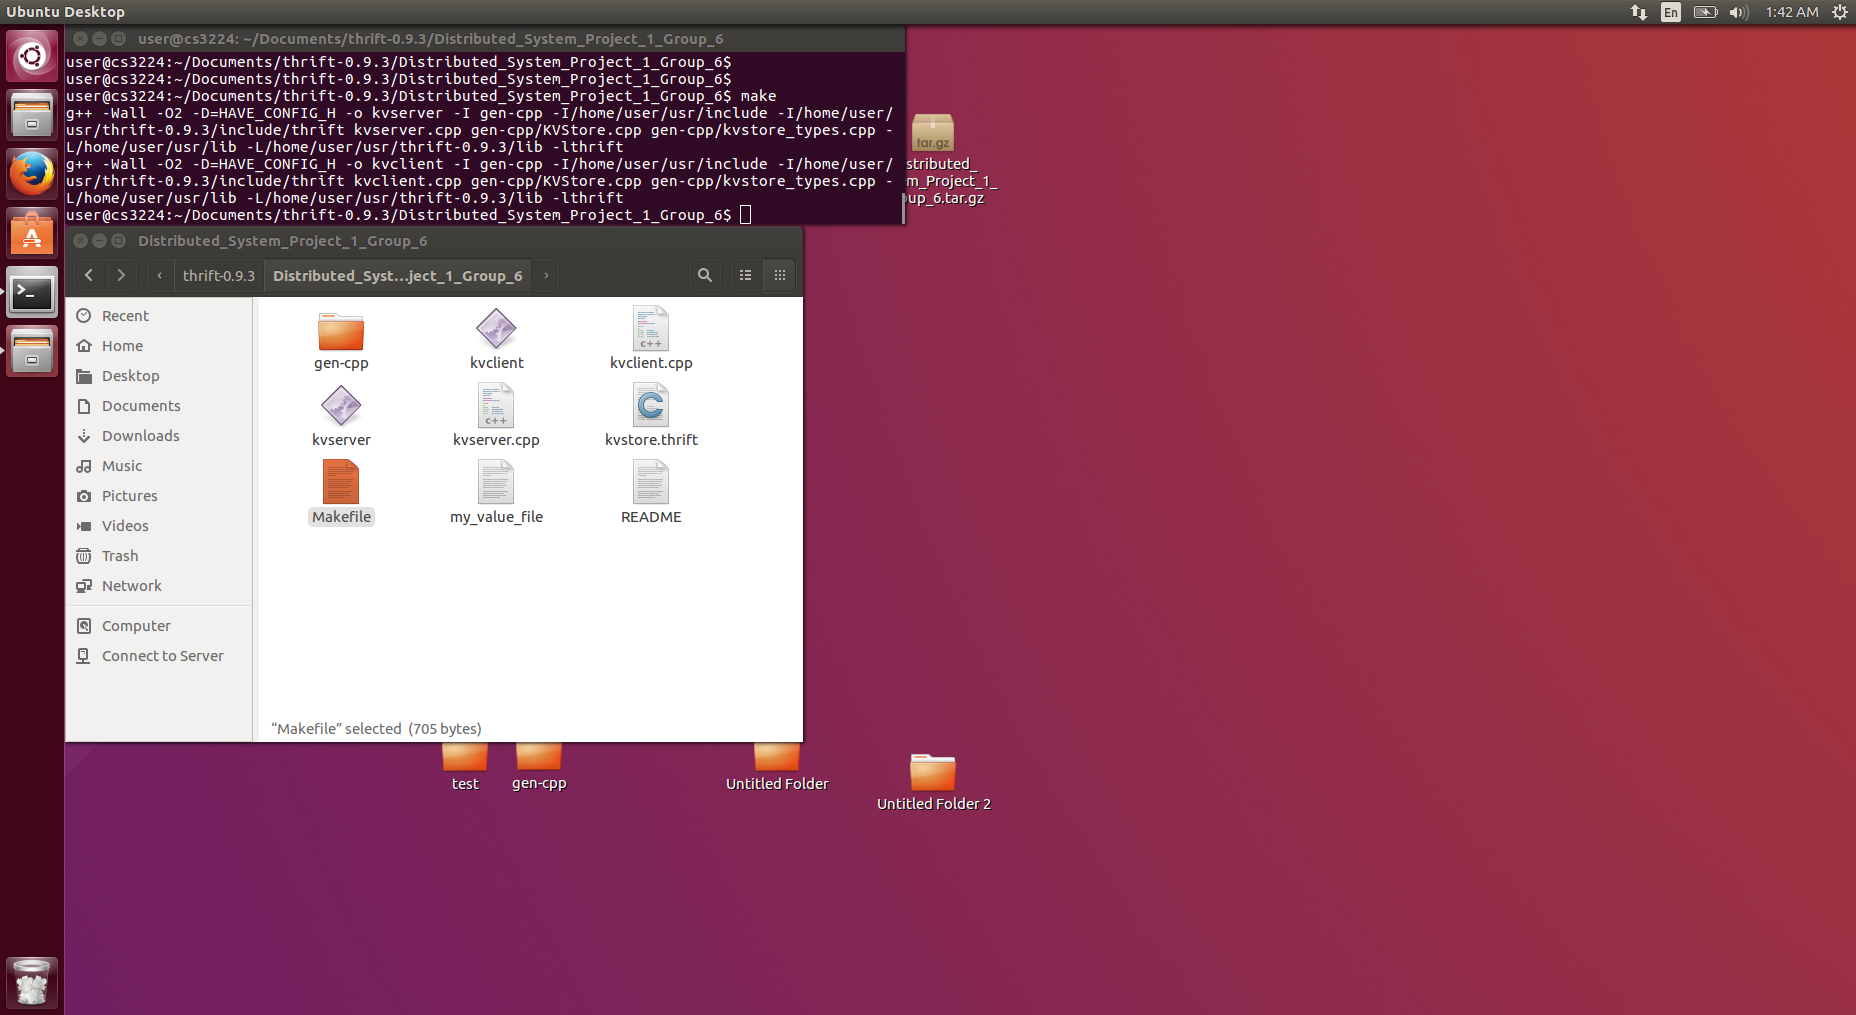 Ubuntu Desktop
En
1:42 AM
user@cs3224: ~/Documents/thrift-0.9.3/Distributed_System_Project_1_Group_6
user@cs3224:~/Documents/thrift-0.9.3/Distributed_System_Project_1_Group_6$
user@cs3224:~/Documents/thrift-0.9.3/Distributed_System_Project_1_Group_6$
user@cs3224:~/Documents/thrift-0.9.3/Distributed_System_Project_1_Group_6$ make
g++ -Wall -O2 -D=HAVE_CONFIG_H -o kvserver -I gen-cpp -I/home/user/usr/include -I/home/user/
usr/thrift-0.9.3/include/thrift kvserver.cpp gen-cpp/KVStore.cpp gen-cpp/kvstore_types.cpp -
L/home/user/usr/lib -L/home/user/usr/thrift-0.9.3/lib -lthrift
g++ -Wall -O2 -D=HAVE_CONFIG_H -o kvclient -I gen-cpp -I/home/user/usr/include -I/home/user/
usr/thrift-0.9.3/include/thrift kvclient.cpp gen-cpp/KVStore.cpp gen-cpp/kvstore_types.cpp -
L/home/user/usr/lib -L/home/user/usr/thrift-0.9.3/lib -lthrift
user@cs3224:~/Documents/thrift-0.9.3/Distributed_System_Project_1_Group_6$
tar.gz
stributed_
m_Project_1_
oup_6.tar.gz
Distributed_System_Project_1_Group_6
thrift-0.9.3
Distributed_Syst...ject_1_Group_6
Recent
Home
Desktop
Documents
Downloads
Music
Pictures
Videos
Trash
Network
Computer
Connect to Server
gen-cpp
kvclient
c++
kvclient.cpp
kvserver
c++
kvserver.cpp
C
kvstore.thrift
Makefile
my_value_file
README
“Makefile” selected (705 bytes)
test
gen-cpp
Untitled Folder
Untitled Folder 2